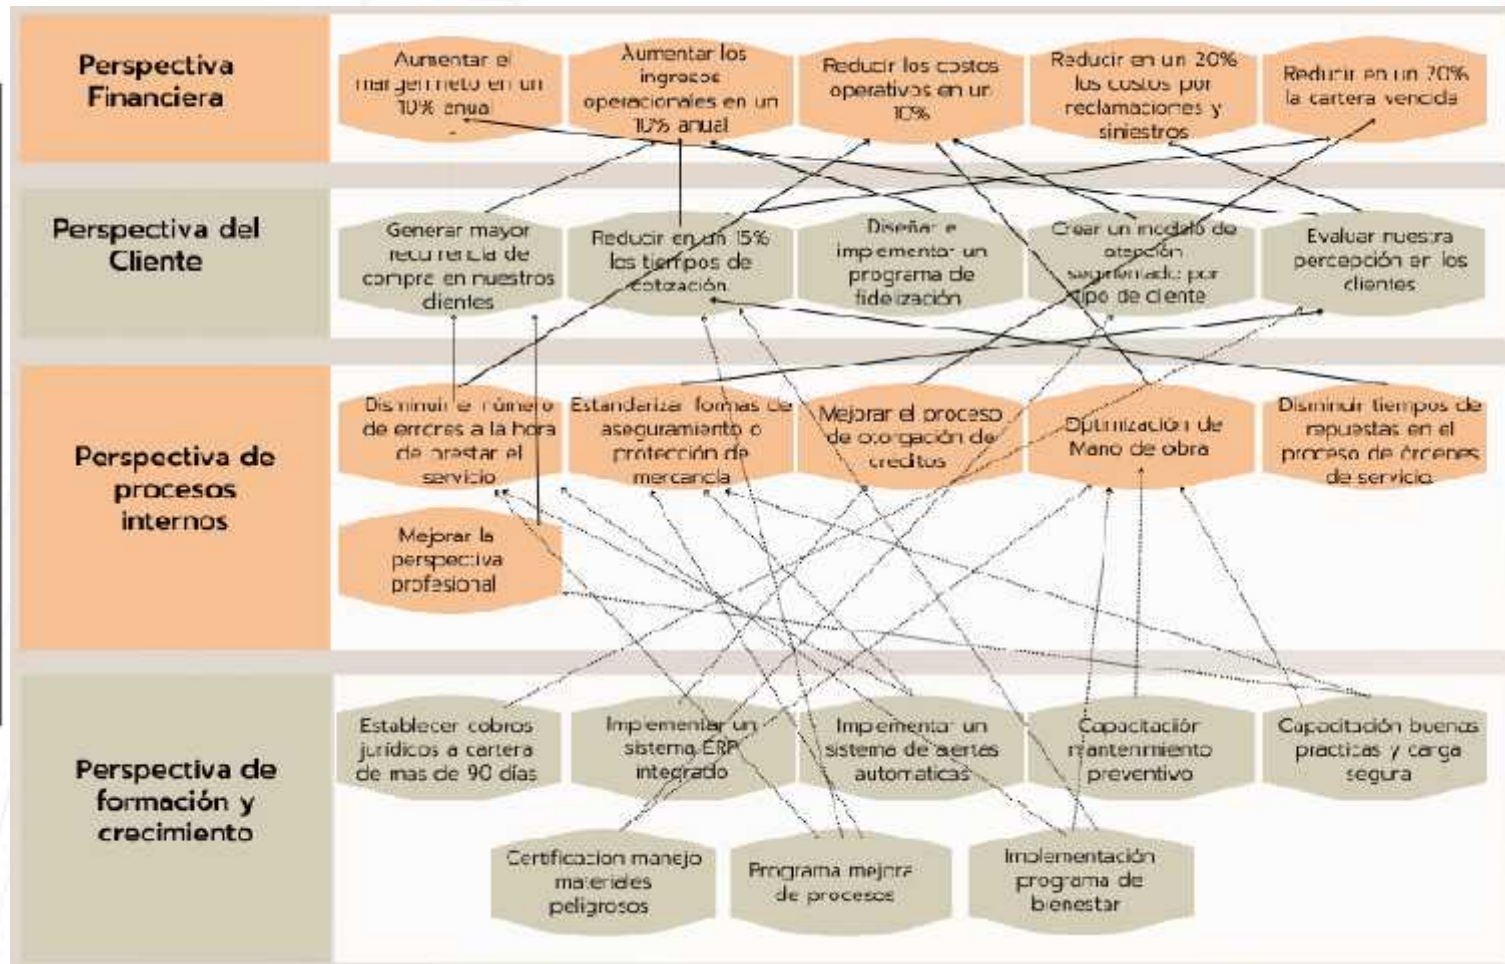 Perspectiva
Financiera
Aumentar el
margen neto en un
10% anual
Aumentar los
ingresos
operacionales en un
10% anual
Reducir los costos
operativos en un
10%
Reducir en un 20%
los costos por
reclamaciones y
siniestros
Reducir en un 20%
la cartera vencida
Perspectiva del
Cliente
Generar mayor
recurrencia de
compra en nuestros
clientes
Reducir en un 15%
los tiempos de
cotización
Diseñar e
implementar un
programa de
fidelización
Crear un modelo de
atención
segmentado por
tipo de cliente
Evaluar nuestra
percepción en los
clientes
Perspectiva de
procesos
internos
Disminuir el número
de errores a la hora
de prestar el
servicio
Estandarizar formas de
aseguramiento o
protección de
mercancía
Mejorar el proceso
de otorgación de
creditos
Optimización de
Mano de obra
Disminuir tiempos de
repuestas en el
proceso de órdenes
de servicio.
Mejorar la
perspectiva
profesional
Perspectiva de
formación y
crecimiento
Establecer cobros
jurídicos a cartera
de mas de 90 días
Implementar un
sistema ERP
integrado
Implementar un
sistema de alertas
automaticas
Capacitación
mantenimiento
preventivo
Capacitación buenas
practicas y carga
segura
Certificacion manejo
materiales
peligrosos
Programa mejora
de procesos
Implementación
programa de
bienestar